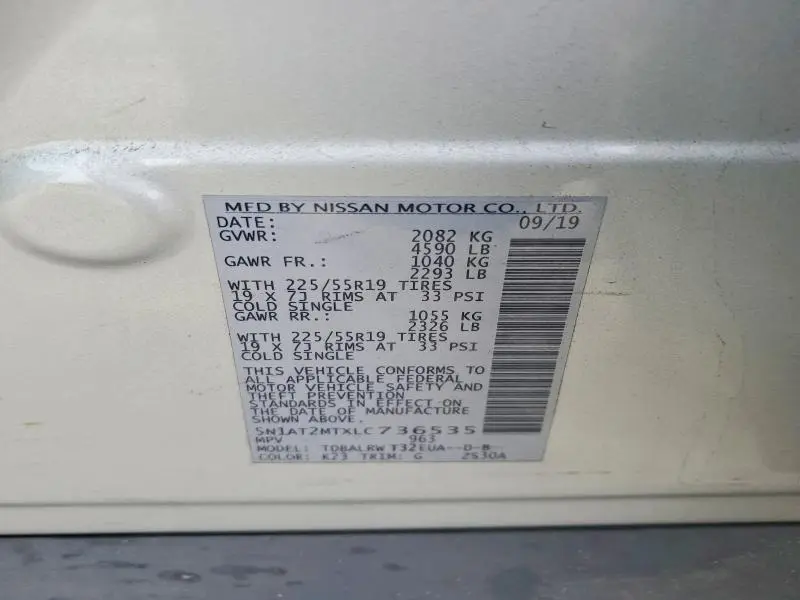 MFD BY NISSAN MOTOR CO., LTD.
DATE: 09/19
GVWR: 2082 KG
4590 LB
GAWR FR.: 1040 KG
2293 LB
WITH 225/55R19 TIRES
19 X 7J RIMS AT 33 PSI
COLD SINGLE
GAWR RR.: 1055 KG
2326 LB
WITH 225/55R19 TIRES
19 X 7J RIMS AT 33 PSI
COLD SINGLE
THIS VEHICLE CONFORMS TO
ALL APPLICABLE FEDERAL
MOTOR VEHICLE SAFETY AND
THEFT PREVENTION
STANDARDS IN EFFECT ON
THE DATE OF MANUFACTURE
SHOWN ABOVE.
5N1AT2MTXLC736535
MPV 963
MODEL: TDBALRW T32EUA--D-B-
COLOR: K23 TRIM: G 2S30A